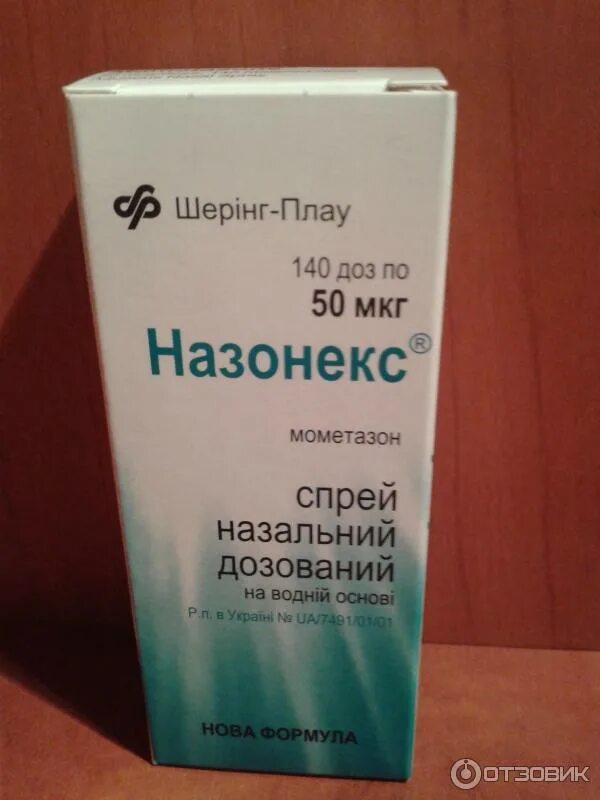 Шерінг-Плау
140 доз по
50 мкг
Назонекс®
мометазон
спрей
назальний
дозований
на водній основі
Р.п. в Україні № UA/7491/01/01
НОВА ФОРМУЛА
ОТЗОВИК